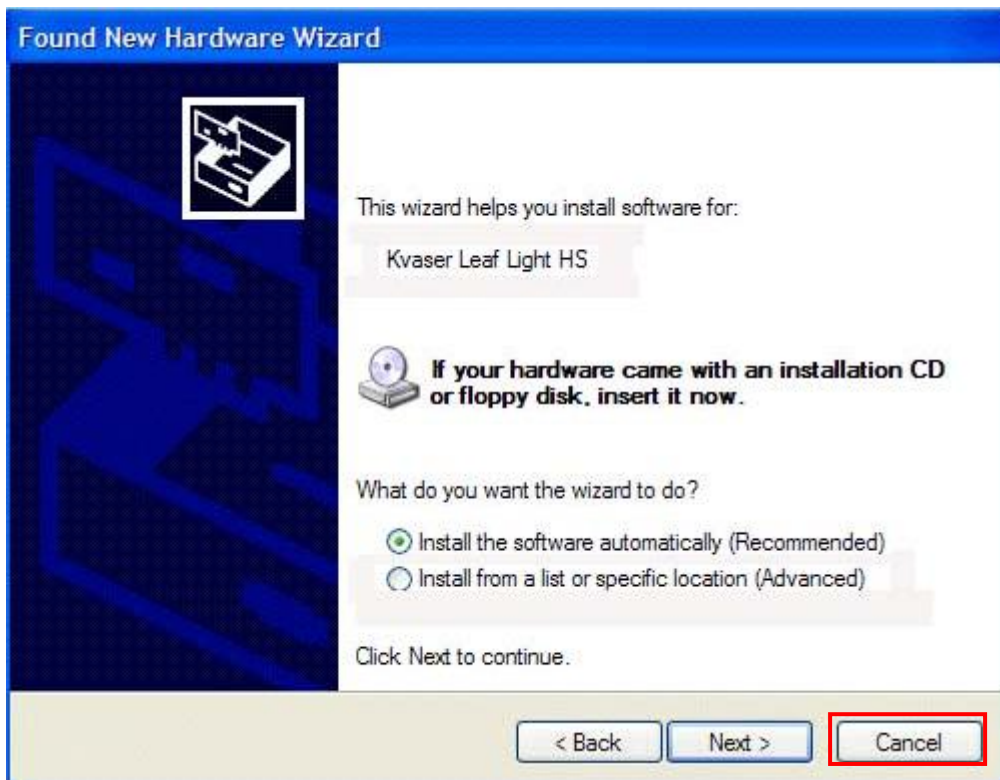 Found New Hardware Wizard
This wizard helps you install software for:
Kvaser Leaf Light HS
If your hardware came with an installation CD
or floppy disk, insert it now.
What do you want the wizard to do?
Install the software automatically (Recommended)
Install from a list or specific location (Advanced)
Click Next to continue.
< Back Next > Cancel